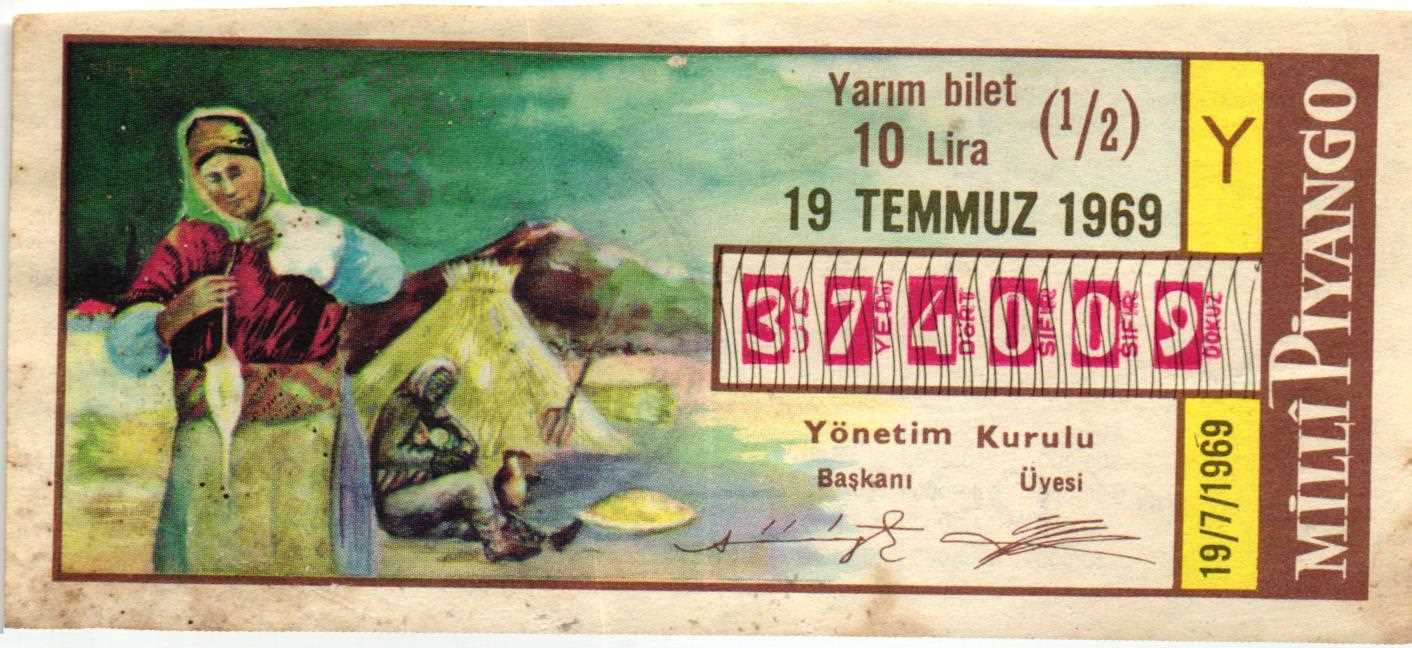 Yarım bilet
10 Lira
(1/2)
19 TEMMUZ 1969
Y
374009
ÜÇ YEDİ DÖRT SIFIR SIFIR DOKUZ
Yönetim Kurulu
Başkanı Üyesi
19/7/1969
MİLLÎ PİYANGO